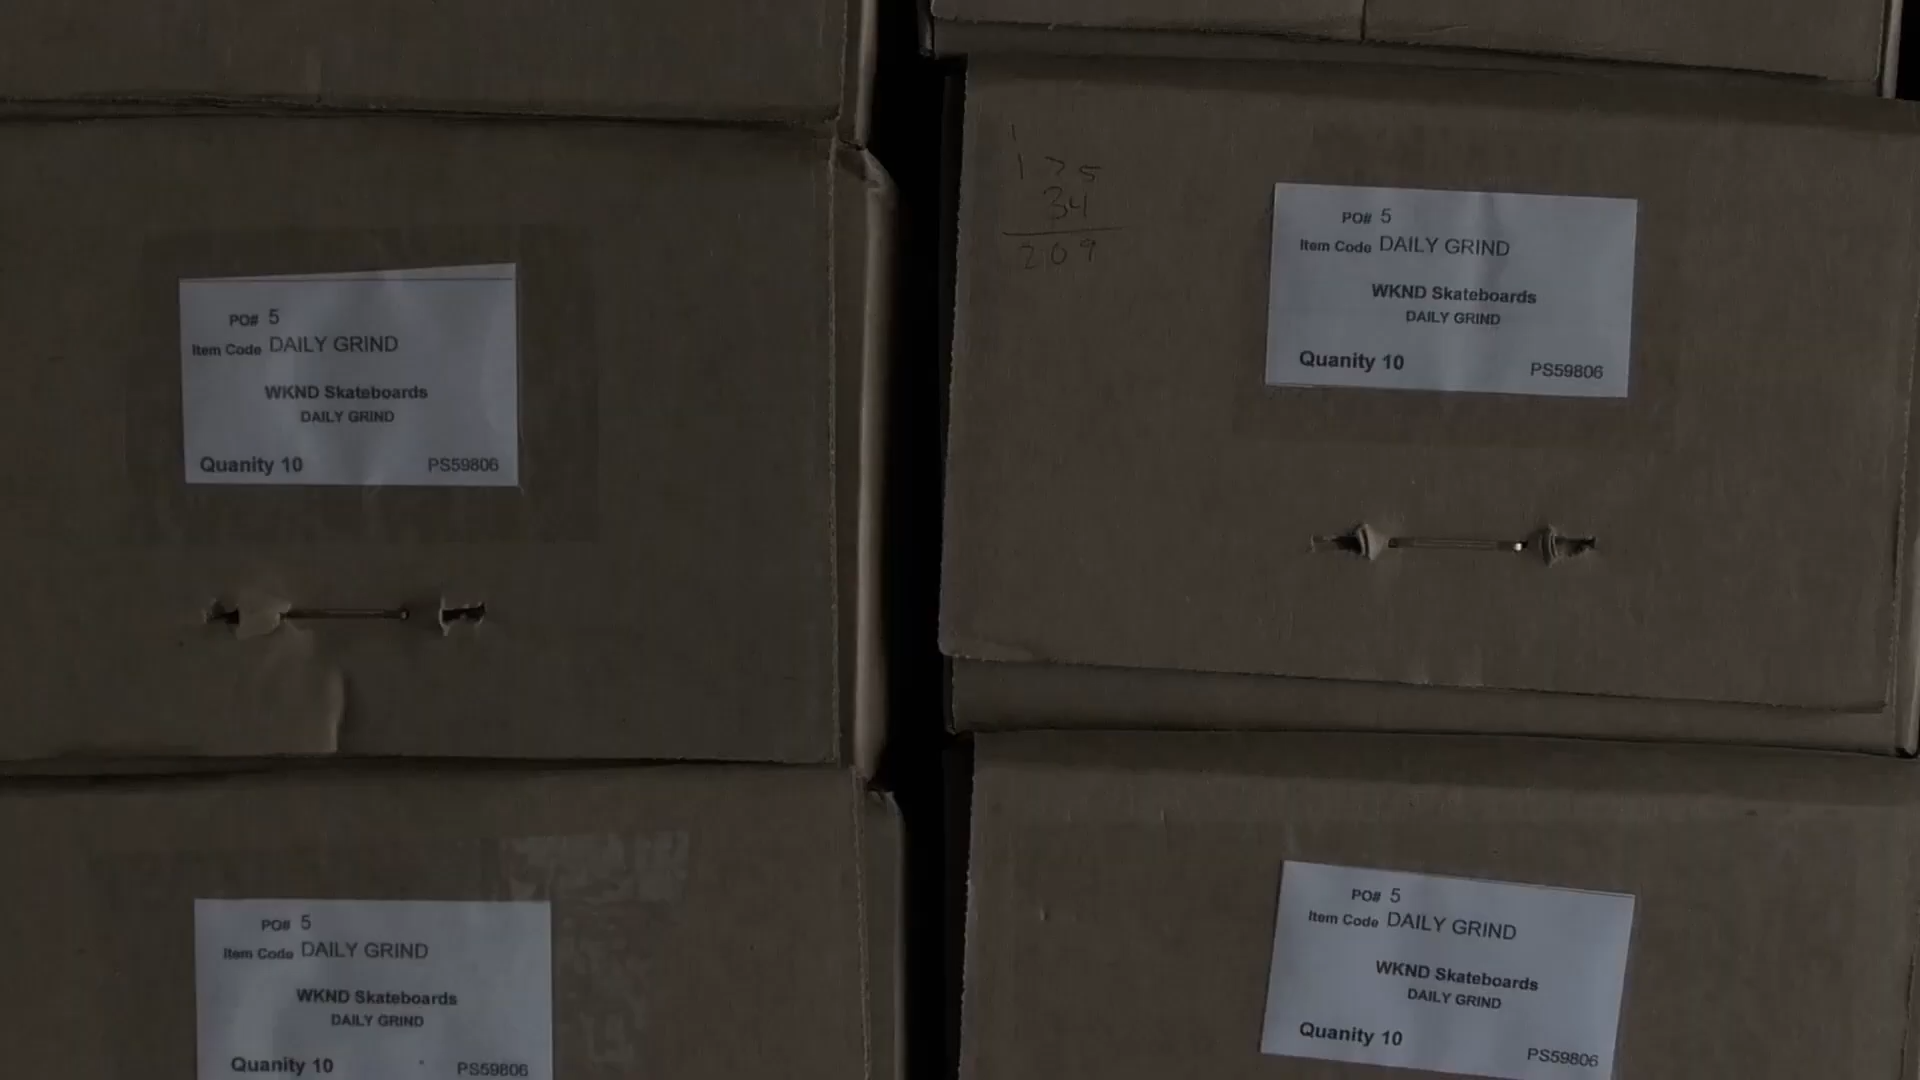 PO# 5
Item Code DAILY GRIND
WKND Skateboards
DAILY GRIND
Quanity 10 PS59806
1
175
34
209
PO# 5
Item Code DAILY GRIND
WKND Skateboards
DAILY GRIND
Quanity 10 PS59806
PO# 5
Item Code DAILY GRIND
WKND Skateboards
DAILY GRIND
Quanity 10 PS59806
PO# 5
Item Code DAILY GRIND
WKND Skateboards
DAILY GRIND
Quanity 10 PS59806